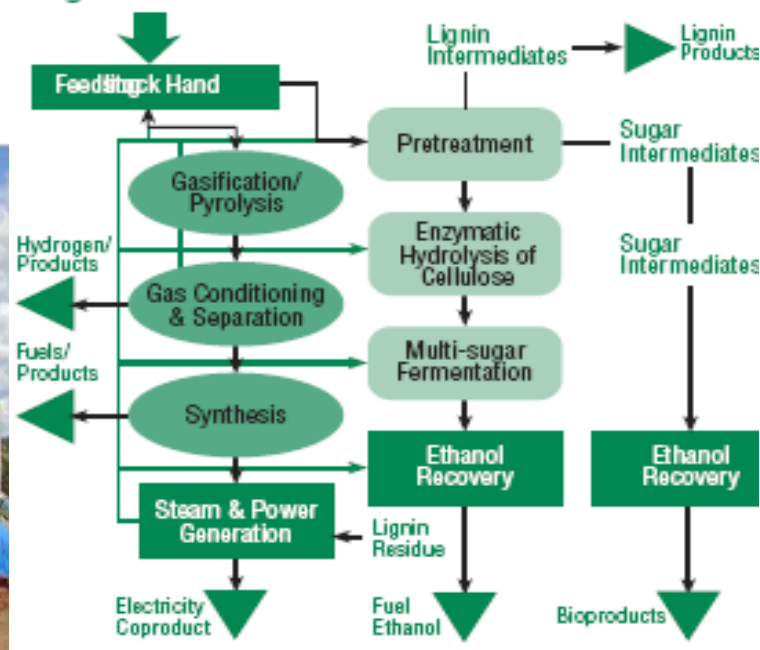 Feedstock Handling
Lignin
Intermediates
Lignin
Products
Pretreatment
Sugar
Intermediates
Gasification/
Pyrolysis
Enzymatic
Hydrolysis of
Cellulose
Sugar
Intermediates
Hydrogen/
Products
Gas Conditioning
& Separation
Fuels/
Products
Multi-sugar
Fermentation
Synthesis
Ethanol
Recovery
Ethanol
Recovery
Steam & Power
Generation
Lignin
Residue
Electricity
Coproduct
Fuel
Ethanol
Bioproducts